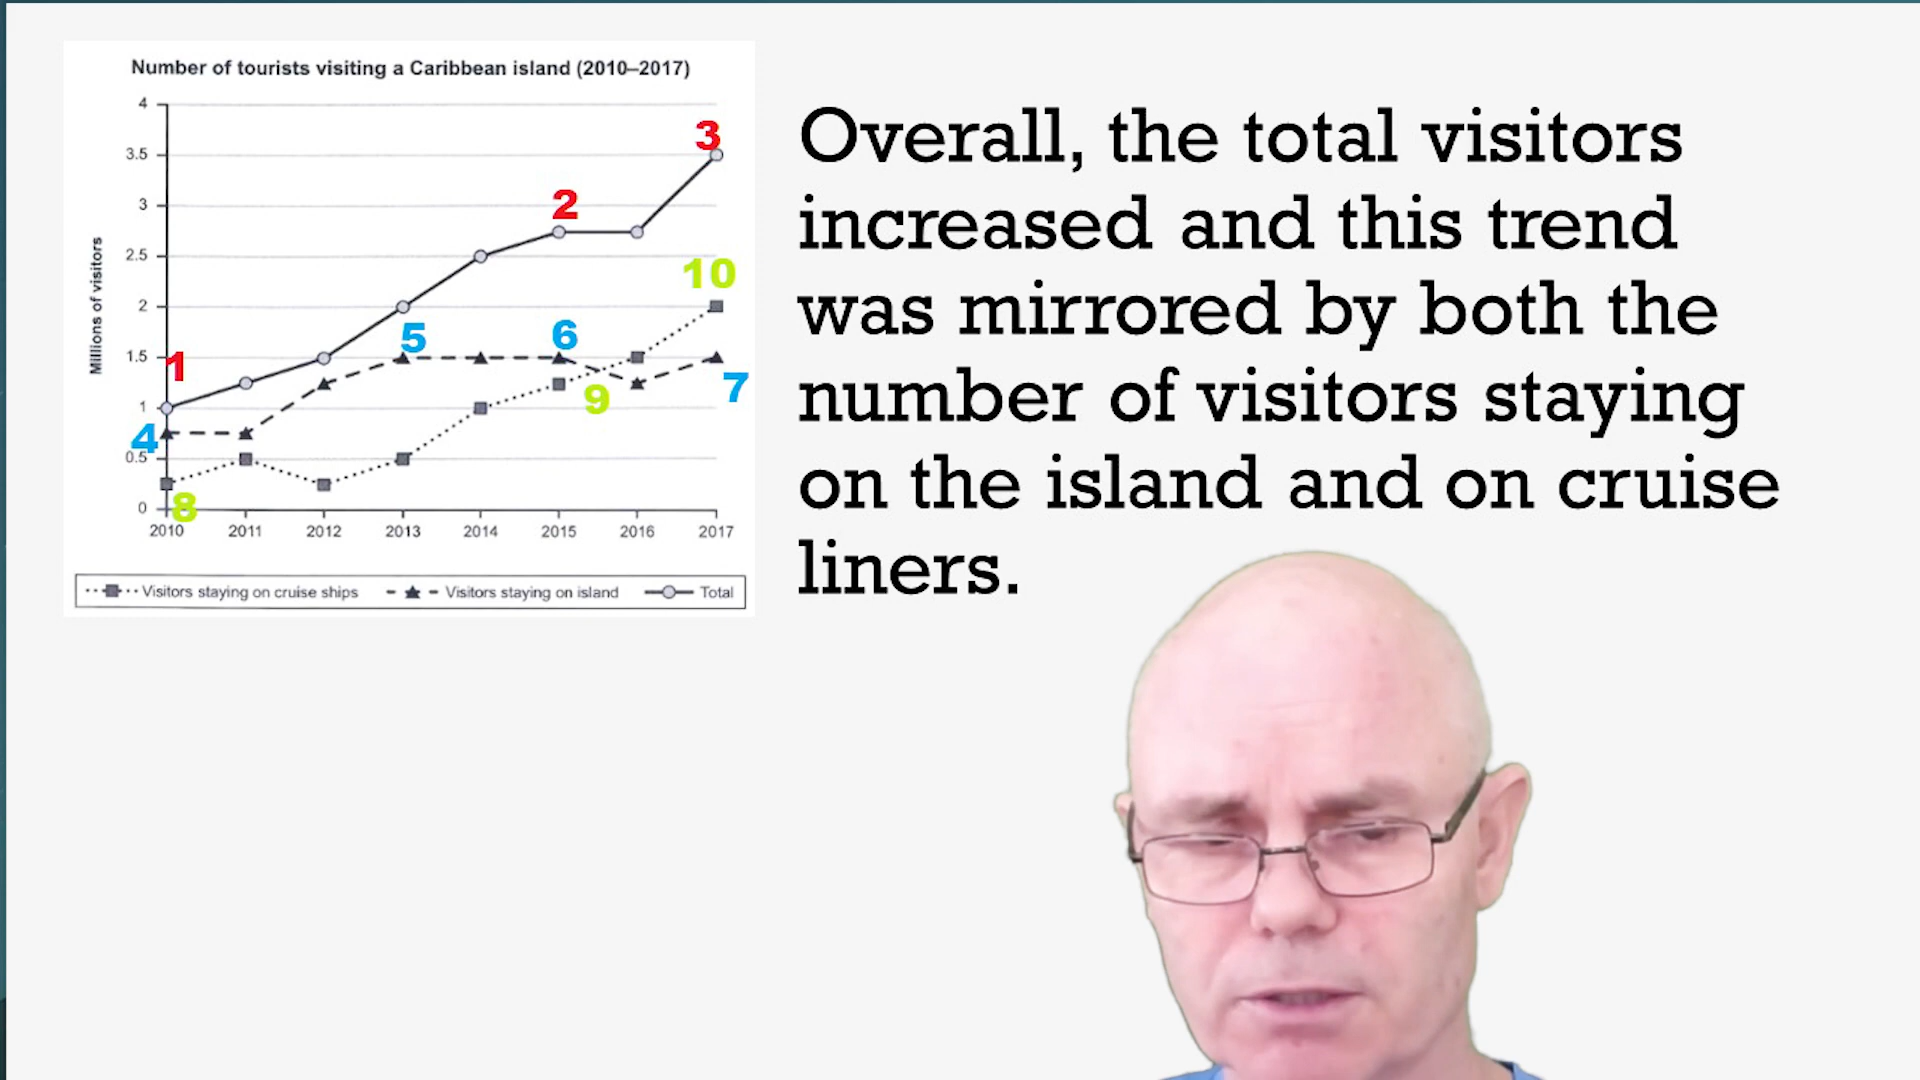 Number of tourists visiting a Caribbean island (2010–2017)
Millions of visitors
4
3.5
3
2.5
2
1.5
1
0.5
0
2010 2011 2012 2013 2014 2015 2016 2017
1
2
3
4
5
6
7
8
9
10
Visitors staying on cruise ships Visitors staying on island Total
Overall, the total visitors
increased and this trend
was mirrored by both the
number of visitors staying
on the island and on cruise
liners.